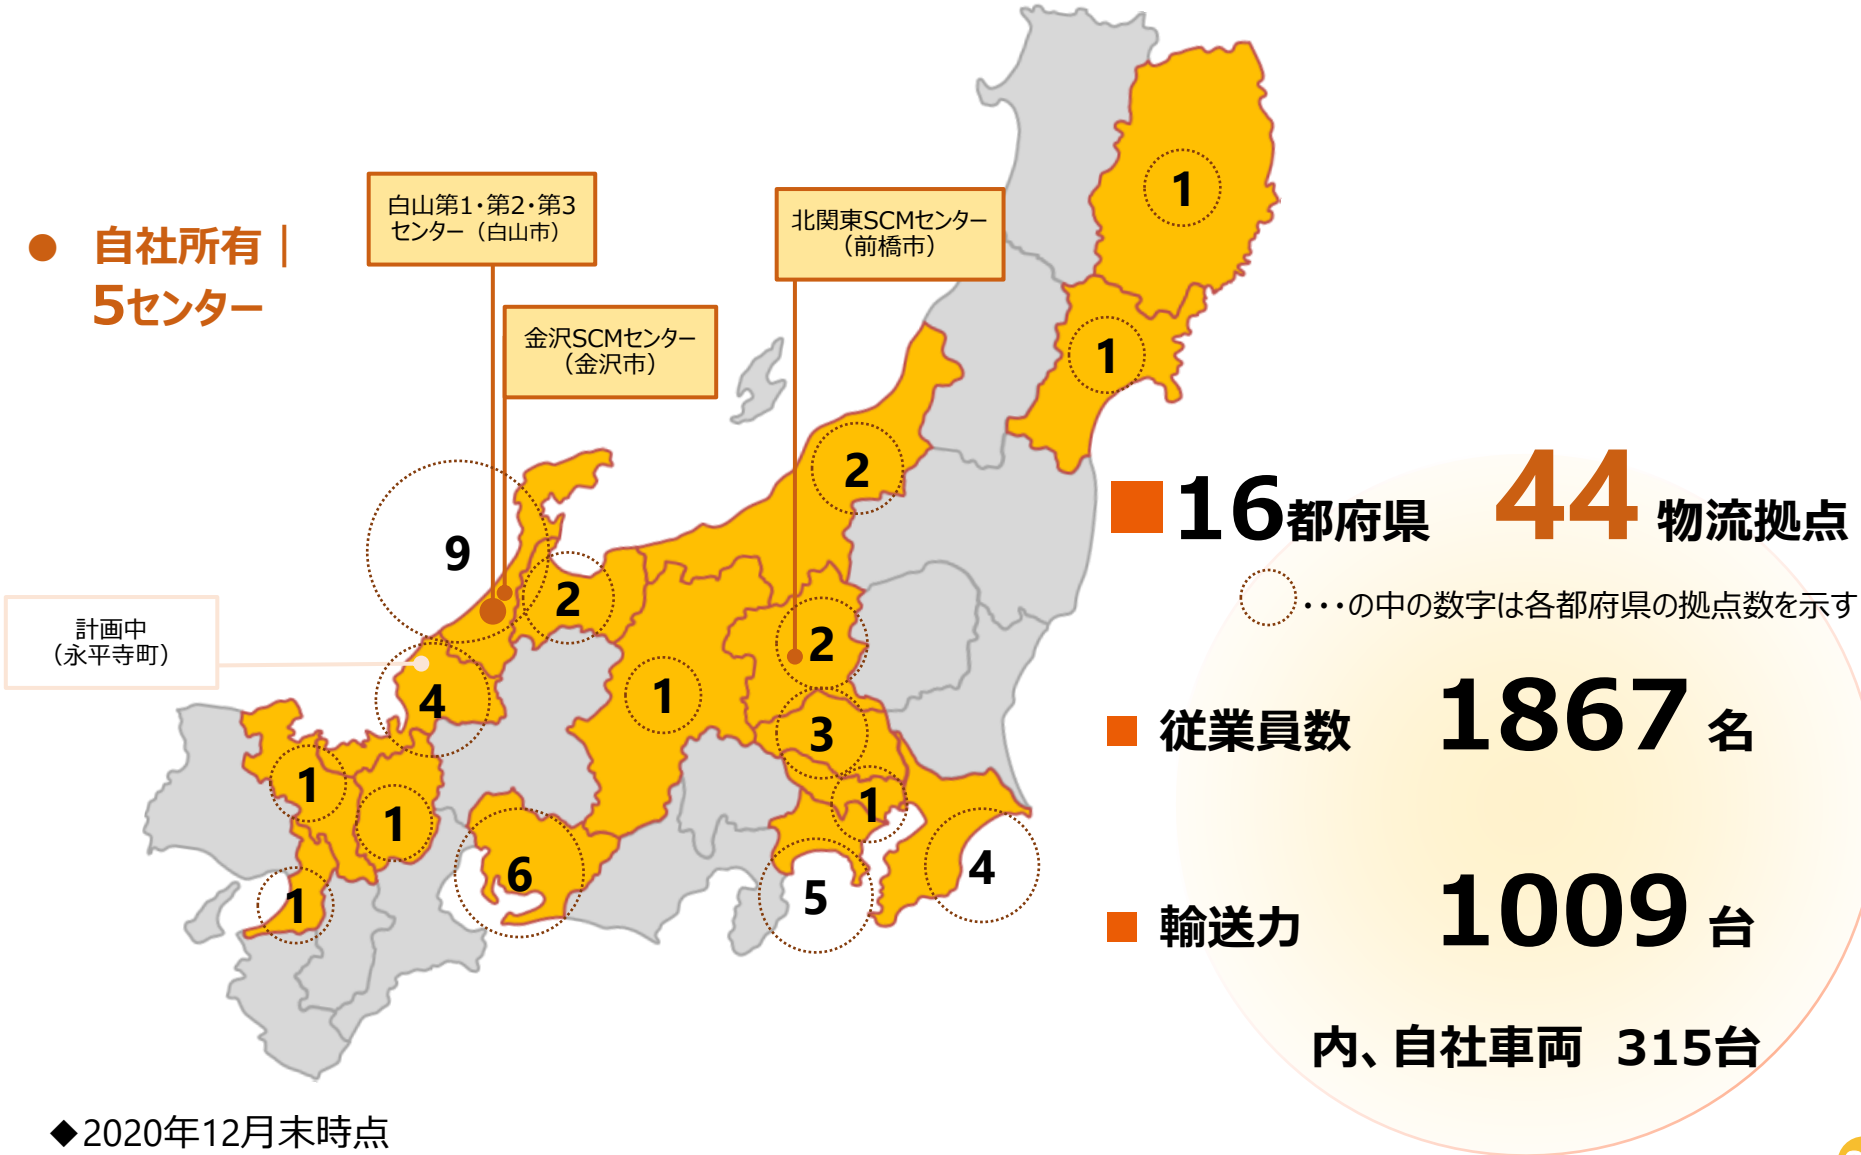 ● 自社所有｜
5センター
白山第1・第2・第3
センター（白山市）
金沢SCMセンター
（金沢市）
北関東SCMセンター
（前橋市）
計画中
（永平寺町）
1
1
2
9
2
2
1
4
3
1
1
1
6
1
5
4
■16都府県 44 物流拠点
・・・の中の数字は各都府県の拠点数を示す
■ 従業員数 1867 名
■ 輸送力 1009 台
内、自社車両 315台
◆2020年12月末時点